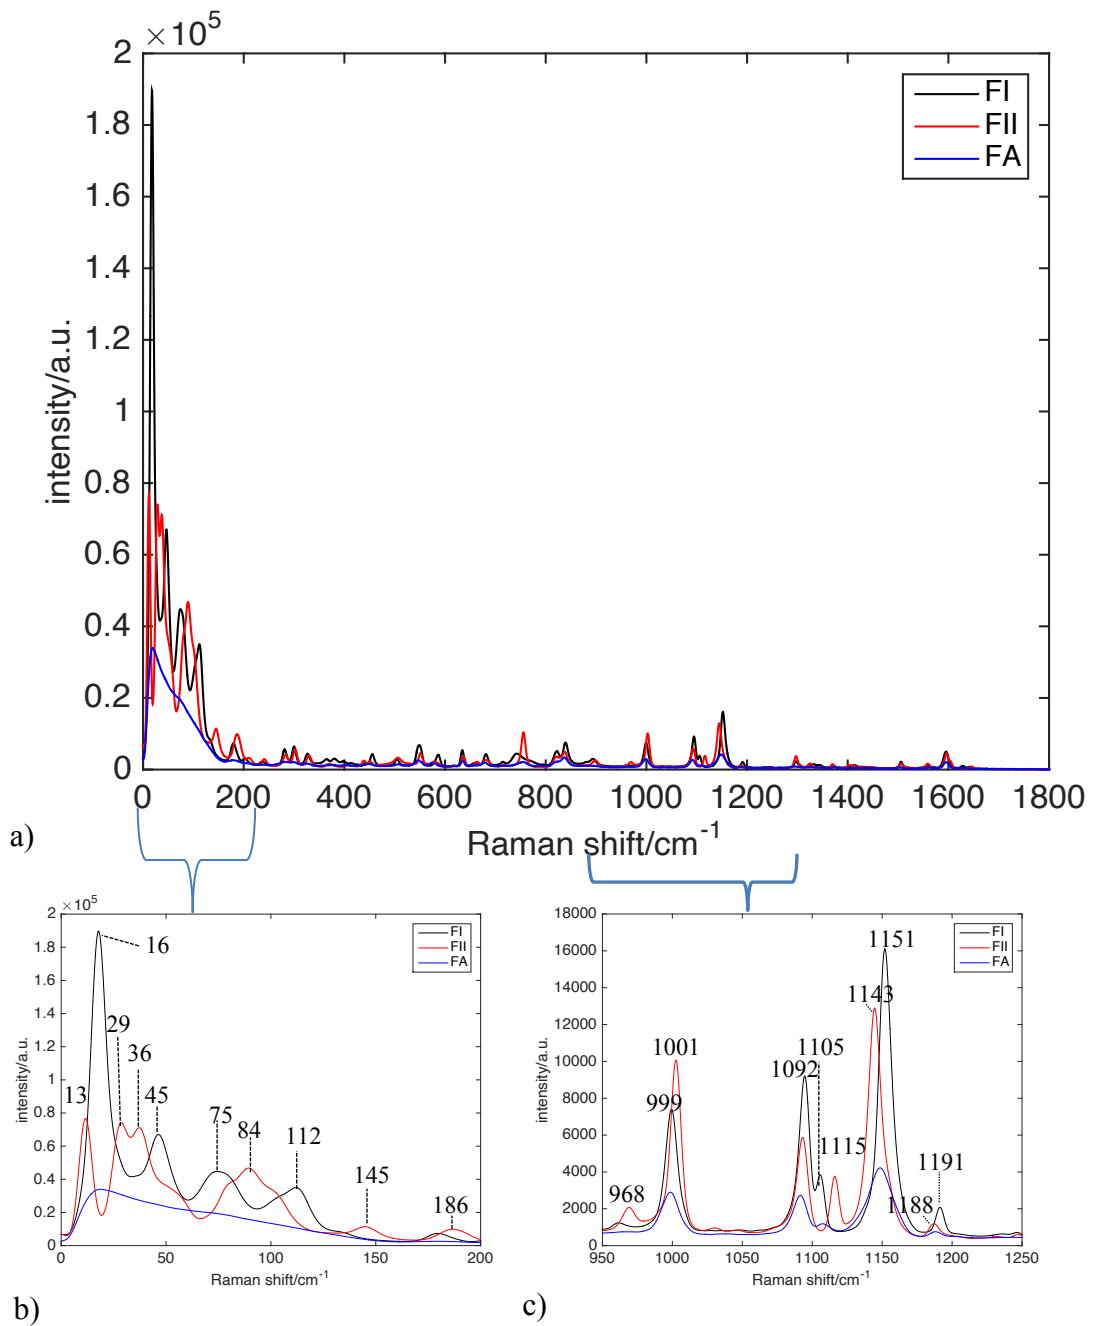 ×10^5
2
1.8
1.6
1.4
1.2
1
0.8
0.6
0.4
0.2
0
intensity/a.u.
FI
FII
FA
0 200 400 600 800 1000 1200 1400 1600 1800
Raman shift/cm^-1
a)
×10^5
2
1.8
1.6
1.4
1.2
1
0.8
0.6
0.4
0.2
0
intensity/a.u.
FI
FII
FA
16
29
36
13
45
75
84
112
145
186
0 50 100 150 200
Raman shift/cm^-1
b)
18000
16000
14000
12000
10000
8000
6000
4000
2000
0
intensity/a.u.
FI
FII
FA
1151
1143
1105
1001
1092
999
1115
1191
968
1188
950 1000 1050 1100 1150 1200 1250
Raman shift/cm^-1
c)